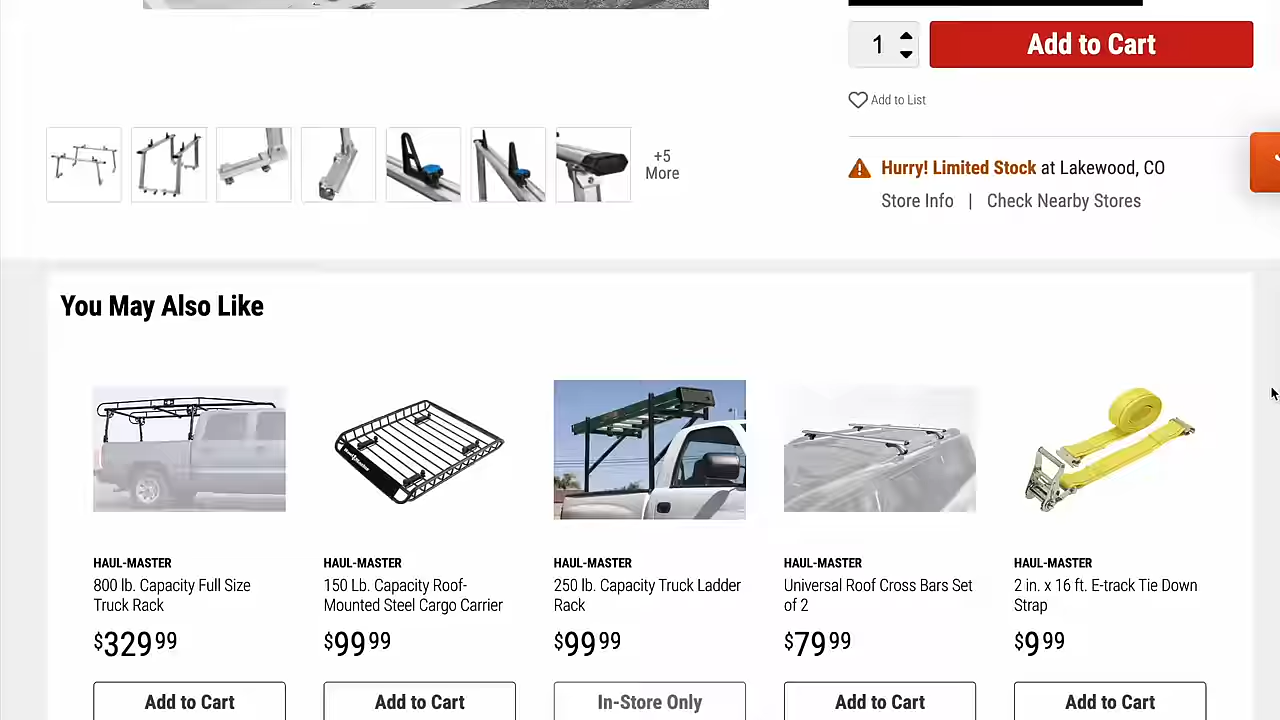 1
Add to Cart
Add to List
+5
More
Hurry! Limited Stock at Lakewood, CO
Store Info | Check Nearby Stores
You May Also Like
HAUL-MASTER
800 lb. Capacity Full Size
Truck Rack
$329 99
Add to Cart
HAUL-MASTER
150 Lb. Capacity Roof-
Mounted Steel Cargo Carrier
$99 99
Add to Cart
HAUL-MASTER
250 lb. Capacity Truck Ladder
Rack
$99 99
In-Store Only
HAUL-MASTER
Universal Roof Cross Bars Set
of 2
$79 99
Add to Cart
HAUL-MASTER
2 in. x 16 ft. E-track Tie Down
Strap
$9 99
Add to Cart